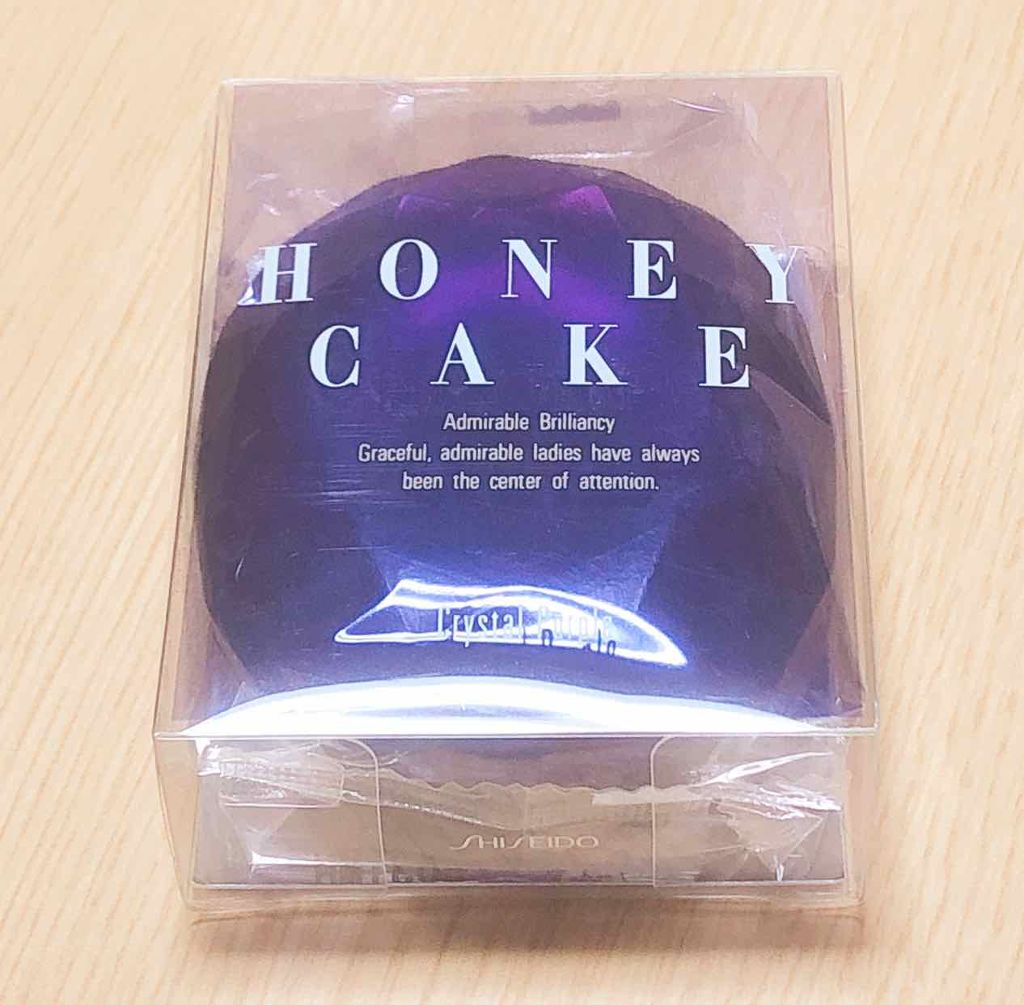 HONEY
CAKE
Admirable Brilliancy
Graceful, admirable ladies have always
been the center of attention.
Crystal Purple
SHISEIDO